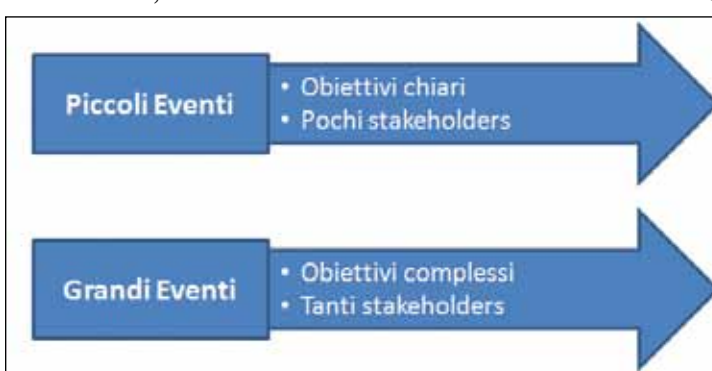 Piccoli Eventi
• Obiettivi chiari
• Pochi stakeholders
Grandi Eventi
• Obiettivi complessi
• Tanti stakeholders